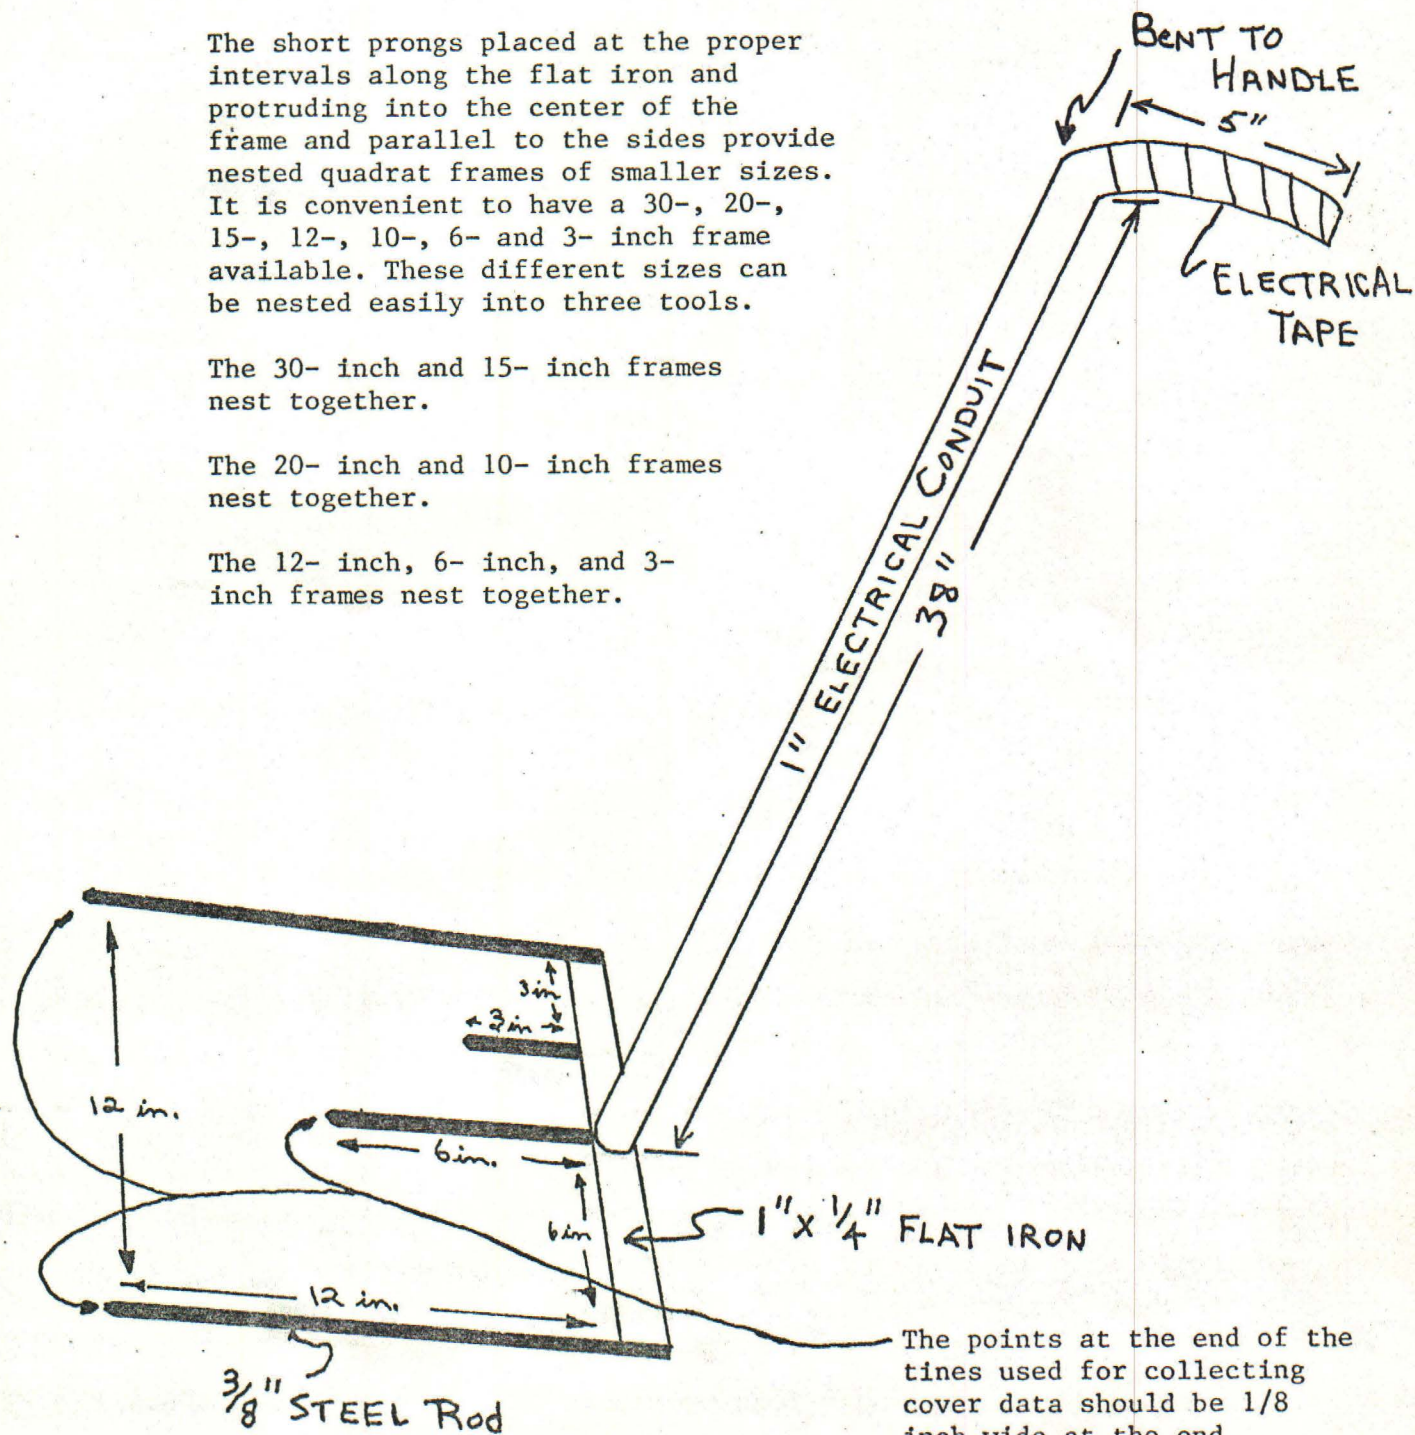 The short prongs placed at the proper
intervals along the flat iron and
protruding into the center of the
frame and parallel to the sides provide
nested quadrat frames of smaller sizes.
It is convenient to have a 30-, 20-,
15-, 12-, 10-, 6- and 3- inch frame
available. These different sizes can
be nested easily into three tools.
The 30- inch and 15- inch frames
nest together.
The 20- inch and 10- inch frames
nest together.
The 12- inch, 6- inch, and 3-
inch frames nest together.
BENT TO
HANDLE
5"
ELECTRICAL
TAPE
1" ELECTRICAL CONDUIT
38"
3 in
3 in
12 in.
6 in.
6 in
1" X 1/4" FLAT IRON
12 in.
3/8" STEEL Rod
The points at the end of the
tines used for collecting
cover data should be 1/8
inch wide at the end